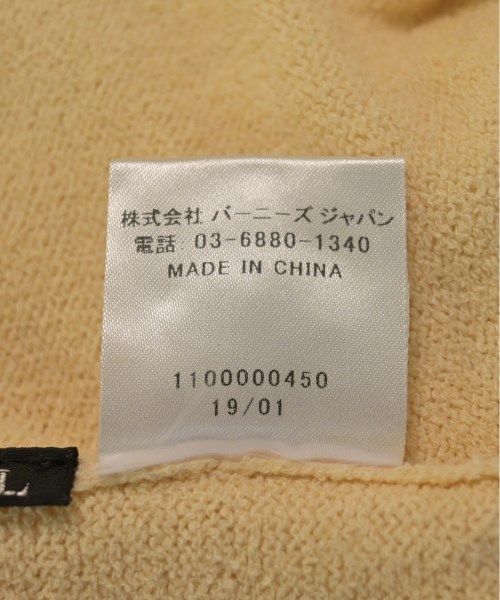 株式会社 バーニーズ ジャパン
電話 03-6880-1340
MADE IN CHINA
1100000450
19/01
L